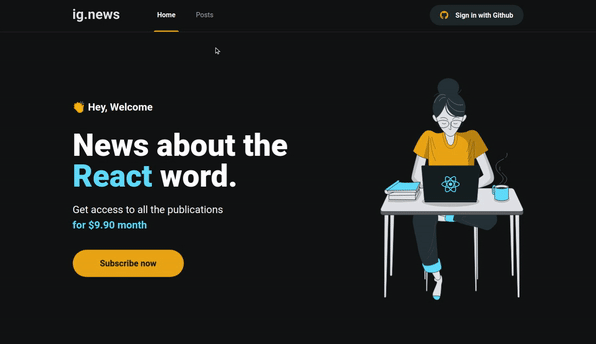 ig.news
Home
Posts
Sign in with Github
👏 Hey, Welcome
News about the
React word.
Get access to all the publications
for $9.90 month
Subscribe now